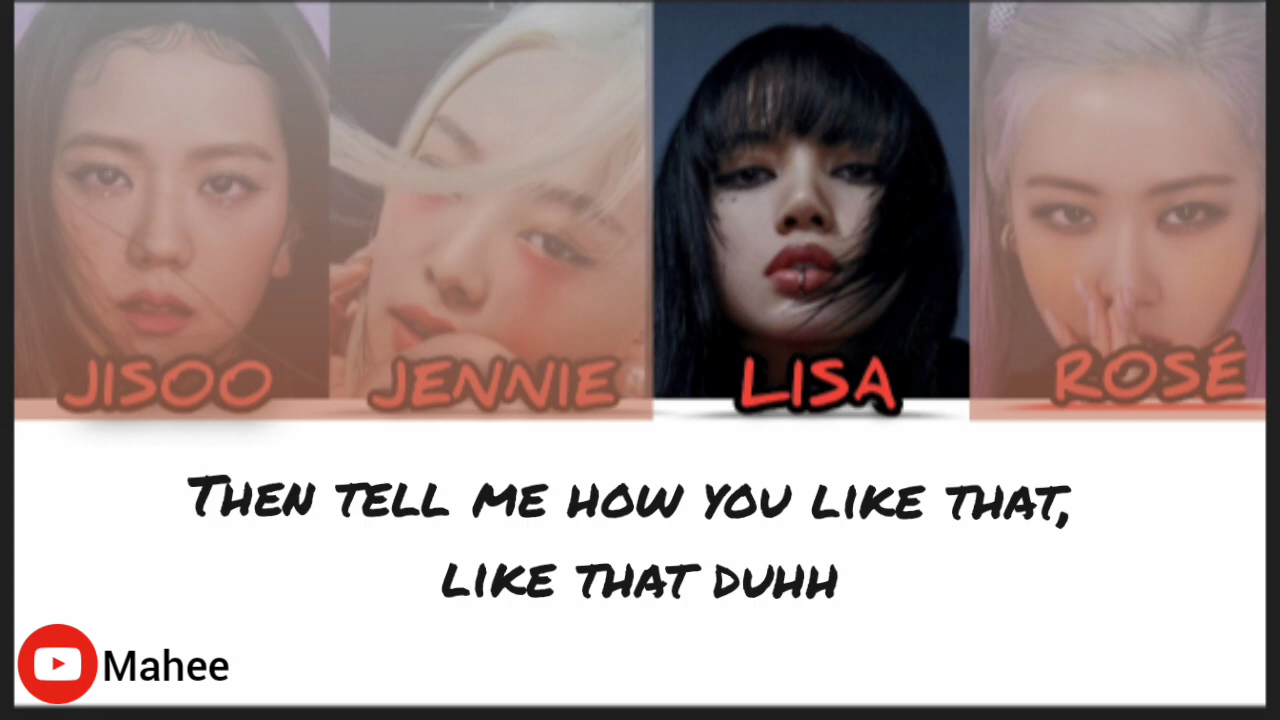 JISOO JENNIE LISA ROSÉ
THEN TELL ME HOW YOU LIKE THAT,
LIKE THAT DUHH
Mahee